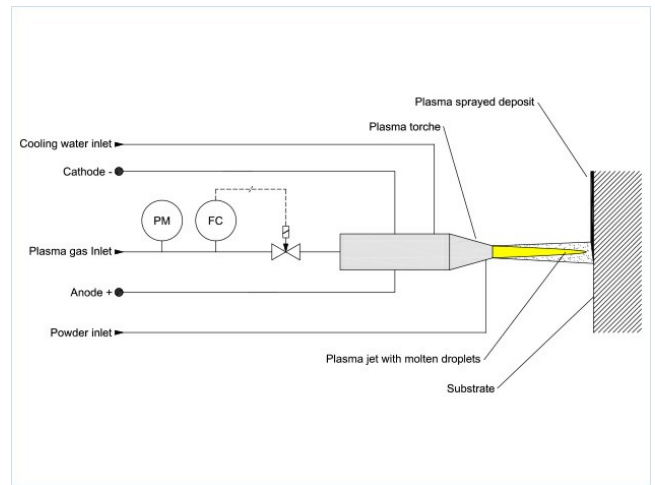 Plasma sprayed deposit
Plasma torche
Cooling water inlet
Cathode -
PM
FC
Plasma gas Inlet
Anode +
Powder inlet
Plasma jet with molten droplets
Substrate